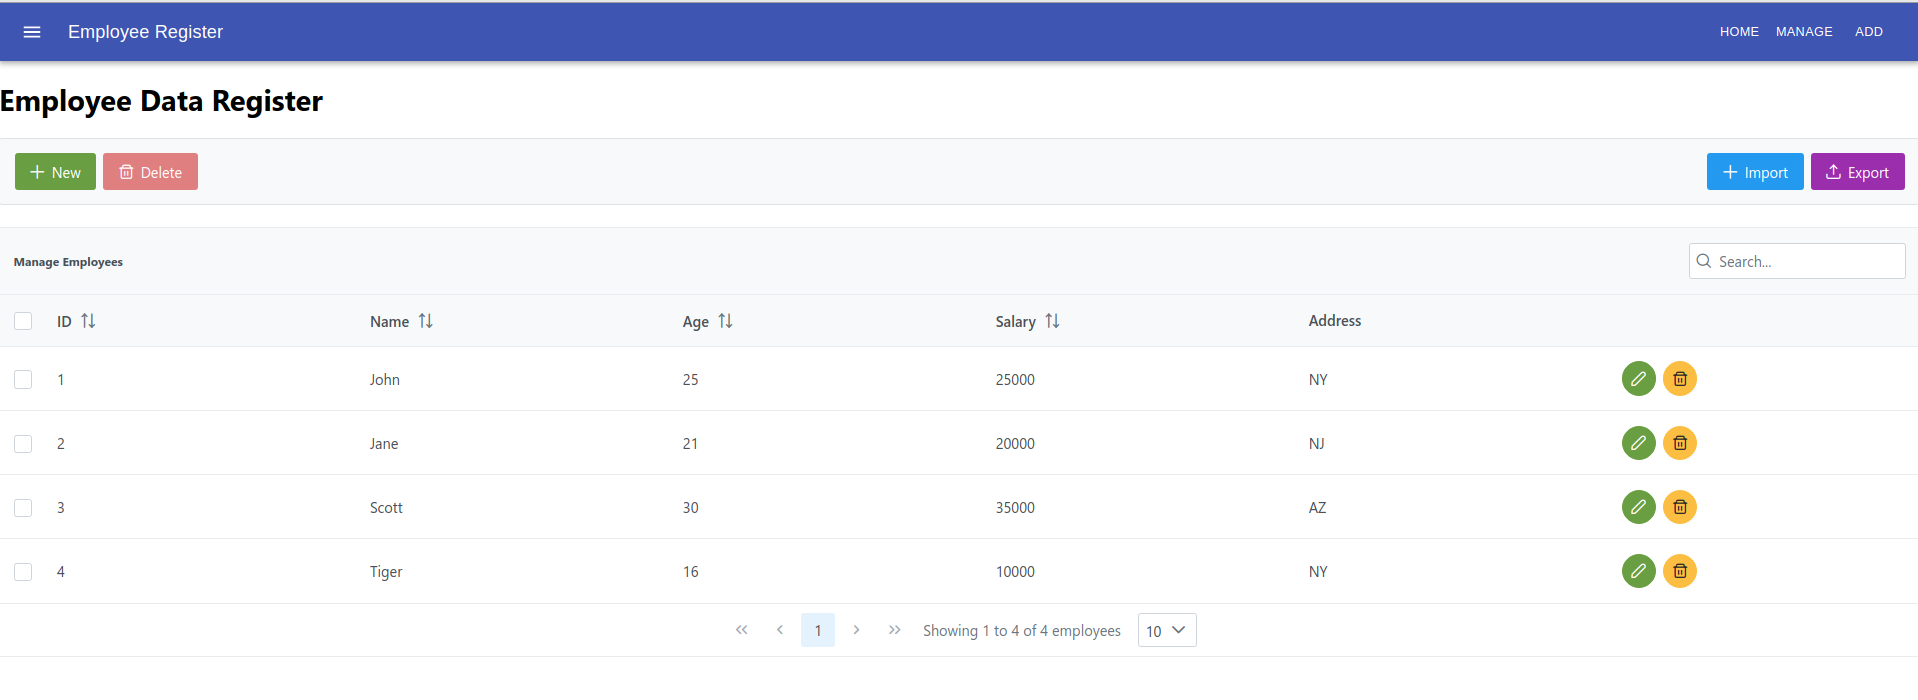 Employee Register HOME MANAGE ADD
Employee Data Register
New Delete Import Export
Manage Employees Search...
ID Name Age Salary Address
1 John 25 25000 NY
2 Jane 21 20000 NJ
3 Scott 30 35000 AZ
4 Tiger 16 10000 NY
1 Showing 1 to 4 of 4 employees 10